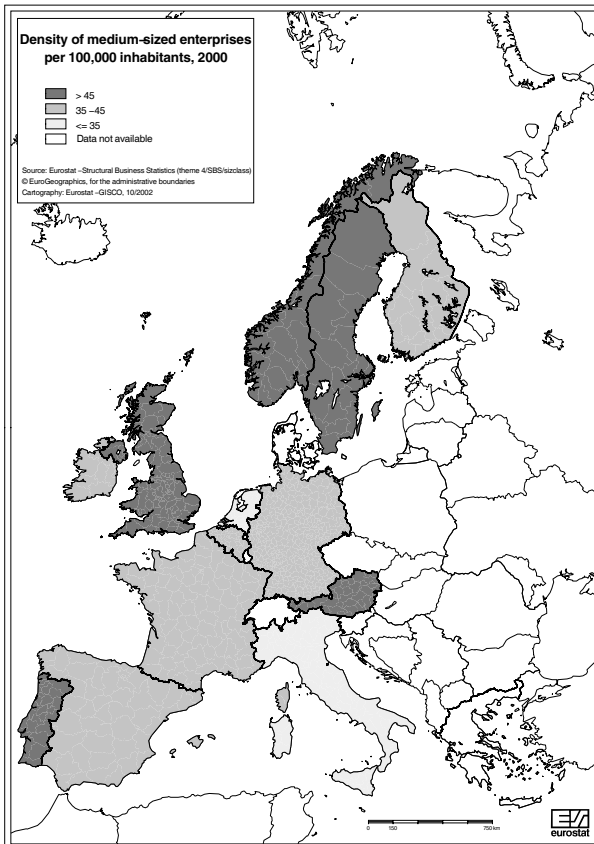 Density of medium-sized enterprises
per 100,000 inhabitants, 2000
> 45
35 –45
<= 35
Data not available
Source: Eurostat –Structural Business Statistics (theme 4/SBS/sizclass)
© EuroGeographics, for the administrative boundaries
Cartography: Eurostat –GISCO, 10/2002
0 150 750 km
eurostat